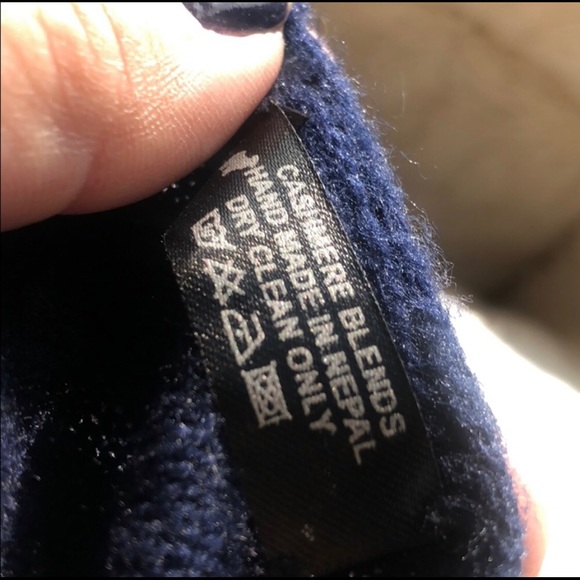 CASHMERE BLENDS
HAND MADE IN NEPAL
DRY CLEAN ONLY